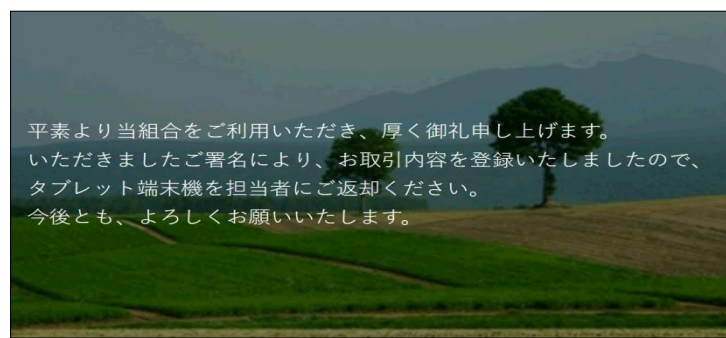 平素より当組合をご利用いただき、厚く御礼申し上げます。
いただきましたご署名により、お取引内容を登録いたしましたので、
タブレット端末機を担当者にご返却ください。
今後とも、よろしくお願いいたします。